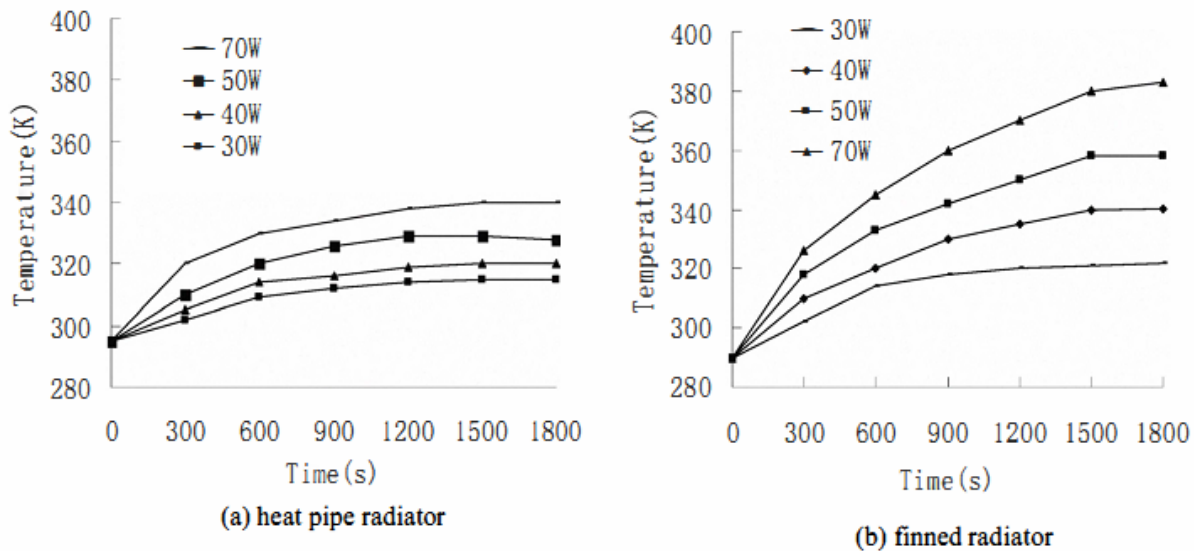 400
380
360
340
320
300
280
Temperature(K)
70W
50W
40W
30W
0 300 600 900 1200 1500 1800
Time(s)
(a) heat pipe radiator
400
380
360
340
320
300
280
Temperature(K)
30W
40W
50W
70W
0 300 600 900 1200 1500 1800
Time(s)
(b) finned radiator